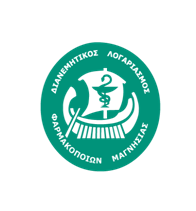 ΔΙΑΝΕΜΗΤΙΚΟΣ ΛΟΓΑΡΙΑΣΜΟΣ
ΦΑΡΜΑΚΟΠΟΙΩΝ ΜΑΓΝΗΣΙΑΣ